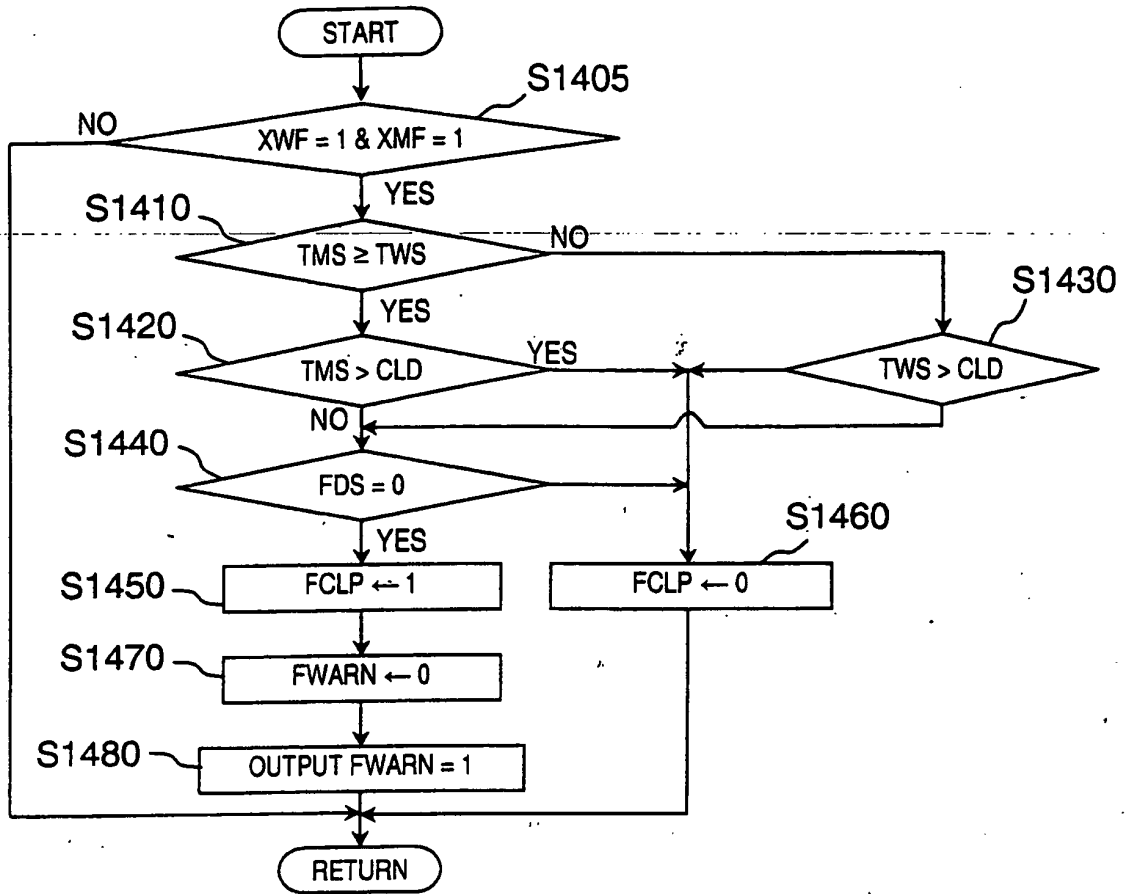 START
S1405
NO
XWF = 1 & XMF = 1
YES
S1410
NO
TMS ≥ TWS
S1430
YES
S1420
YES
TMS > CLD
TWS > CLD
NO
S1440
FDS = 0
S1460
YES
S1450
FCLP ← 1
FCLP ← 0
S1470
FWARN ← 0
S1480
OUTPUT FWARN = 1
RETURN